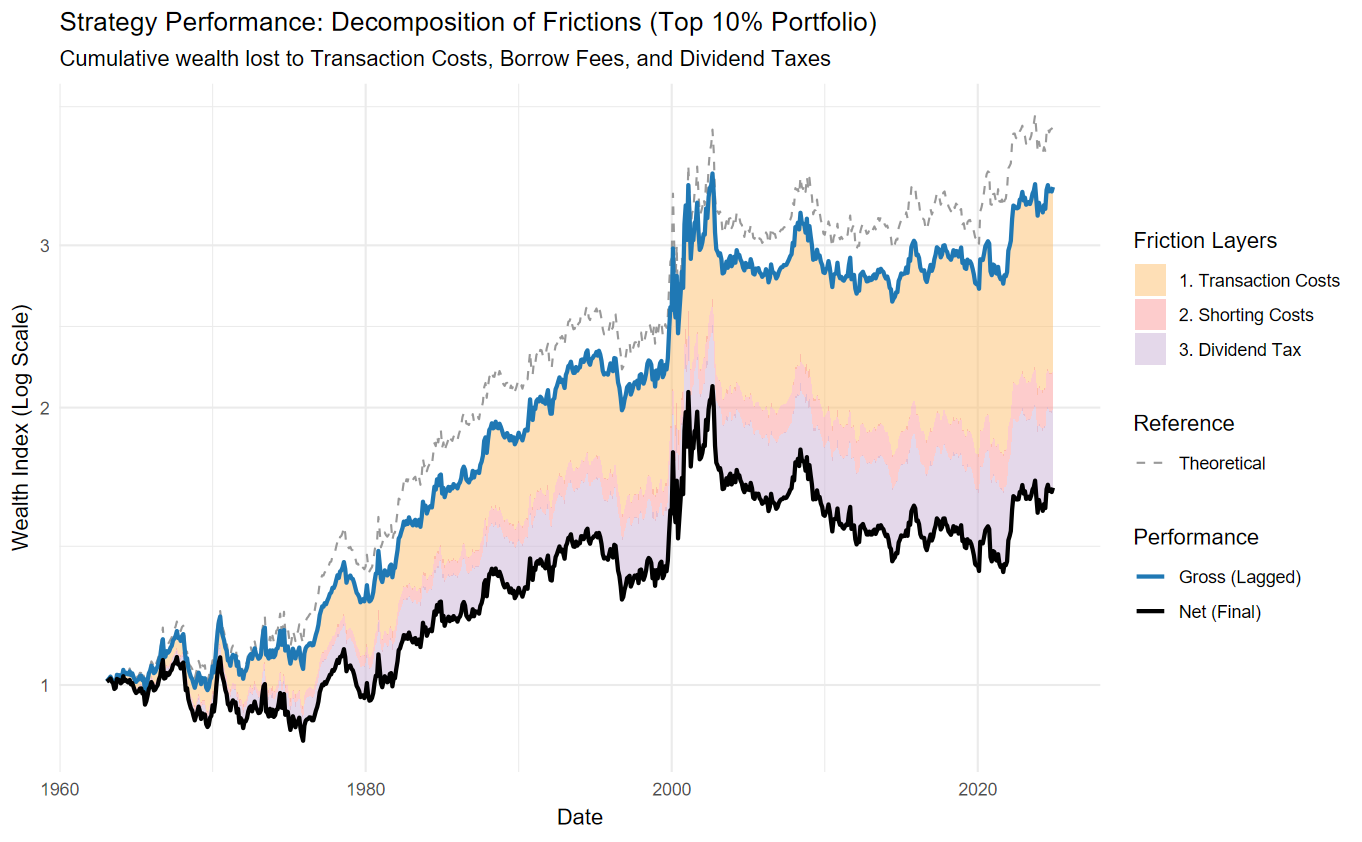 Strategy Performance: Decomposition of Frictions (Top 10% Portfolio)
Cumulative wealth lost to Transaction Costs, Borrow Fees, and Dividend Taxes
Wealth Index (Log Scale)
3
2
1
1960
1980
2000
2020
Date
Friction Layers
1. Transaction Costs
2. Shorting Costs
3. Dividend Tax
Reference
Theoretical
Performance
Gross (Lagged)
Net (Final)